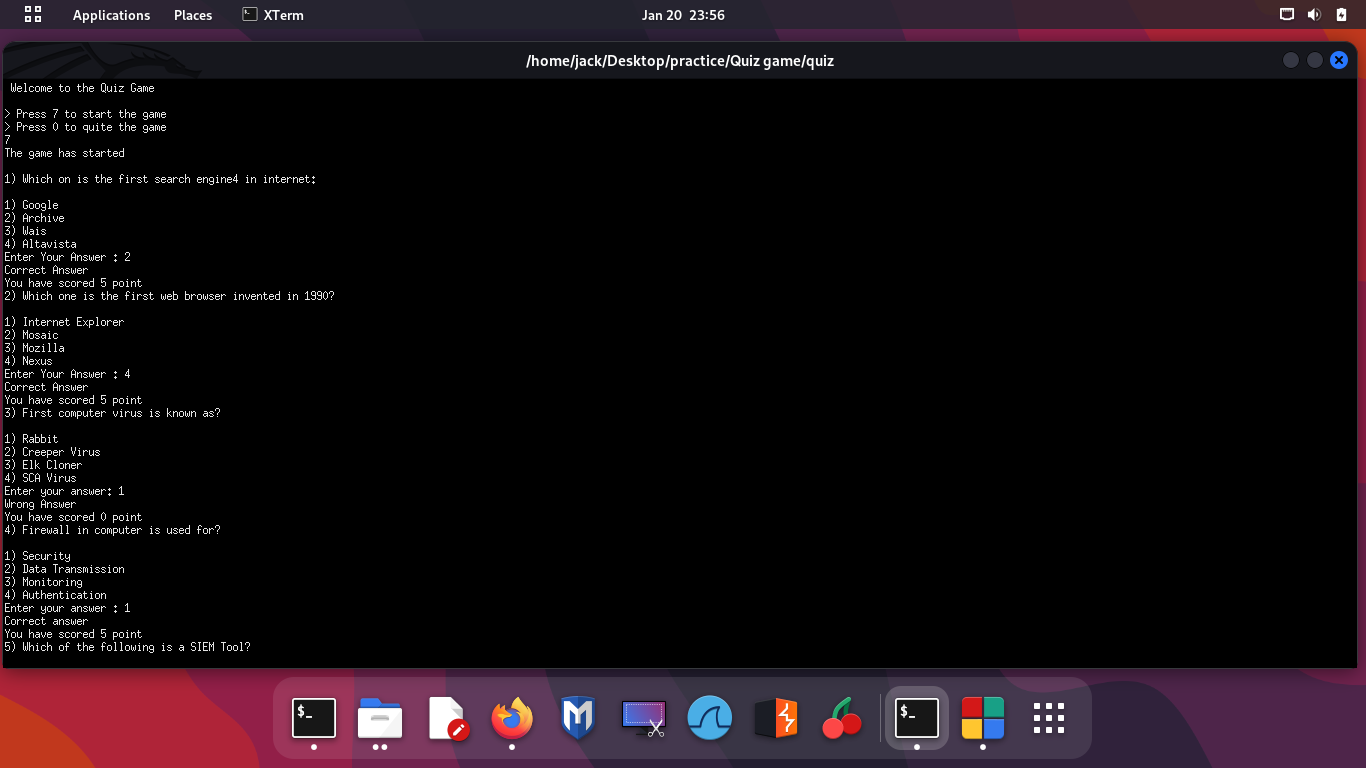 Applications Places XTerm Jan 20 23:56
/home/jack/Desktop/practice/Quiz game/quiz
Welcome to the Quiz Game
> Press 7 to start the game
> Press 0 to quite the game
7
The game has started
1) Which on is the first search engine4 in internet:
1) Google
2) Archive
3) Wais
4) Altavista
Enter Your Answer : 2
Correct Answer
You have scored 5 point
2) Which one is the first web browser invented in 1990?
1) Internet Explorer
2) Mosaic
3) Mozilla
4) Nexus
Enter Your Answer : 4
Correct Answer
You have scored 5 point
3) First computer virus is known as?
1) Rabbit
2) Creeper Virus
3) Elk Cloner
4) SCA Virus
Enter your answer: 1
Wrong Answer
You have scored 0 point
4) Firewall in computer is used for?
1) Security
2) Data Transmission
3) Monitoring
4) Authentication
Enter your answer : 1
Correct answer
You have scored 5 point
5) Which of the following is a SIEM Tool?
$_ M $_